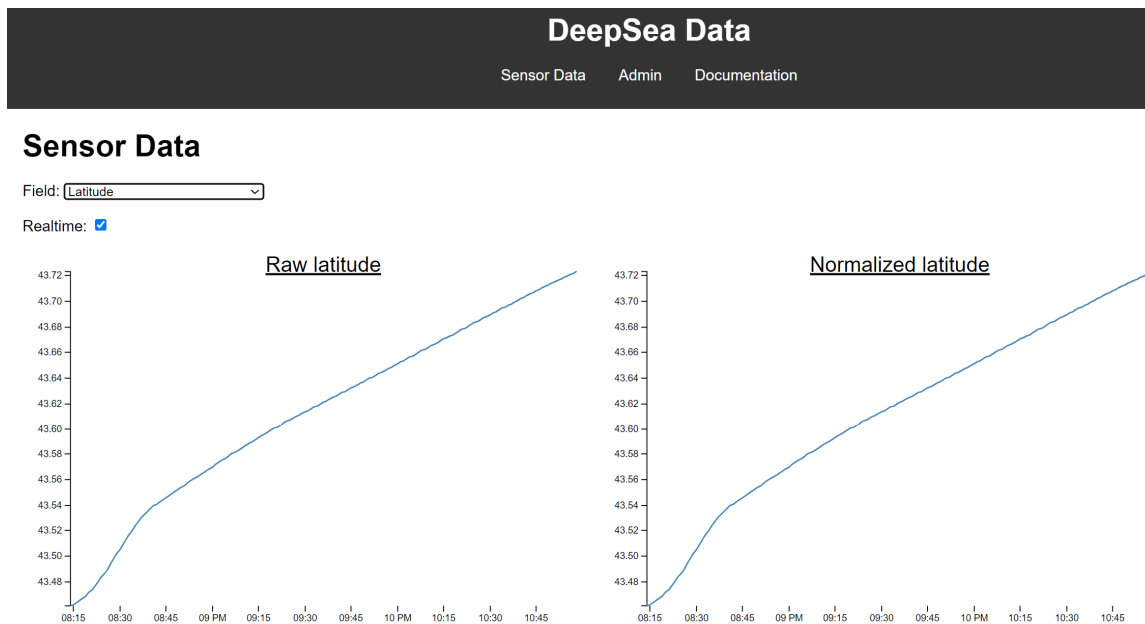 DeepSea Data
Sensor Data Admin Documentation
Sensor Data
Field: Latitude
Realtime:
Raw latitude
43.72
43.70
43.68
43.66
43.64
43.62
43.60
43.58
43.56
43.54
43.52
43.50
43.48
08:15 08:30 08:45 09 PM 09:15 09:30 09:45 10 PM 10:15 10:30 10:45
Normalized latitude
43.72
43.70
43.68
43.66
43.64
43.62
43.60
43.58
43.56
43.54
43.52
43.50
43.48
08:15 08:30 08:45 09 PM 09:15 09:30 09:45 10 PM 10:15 10:30 10:45